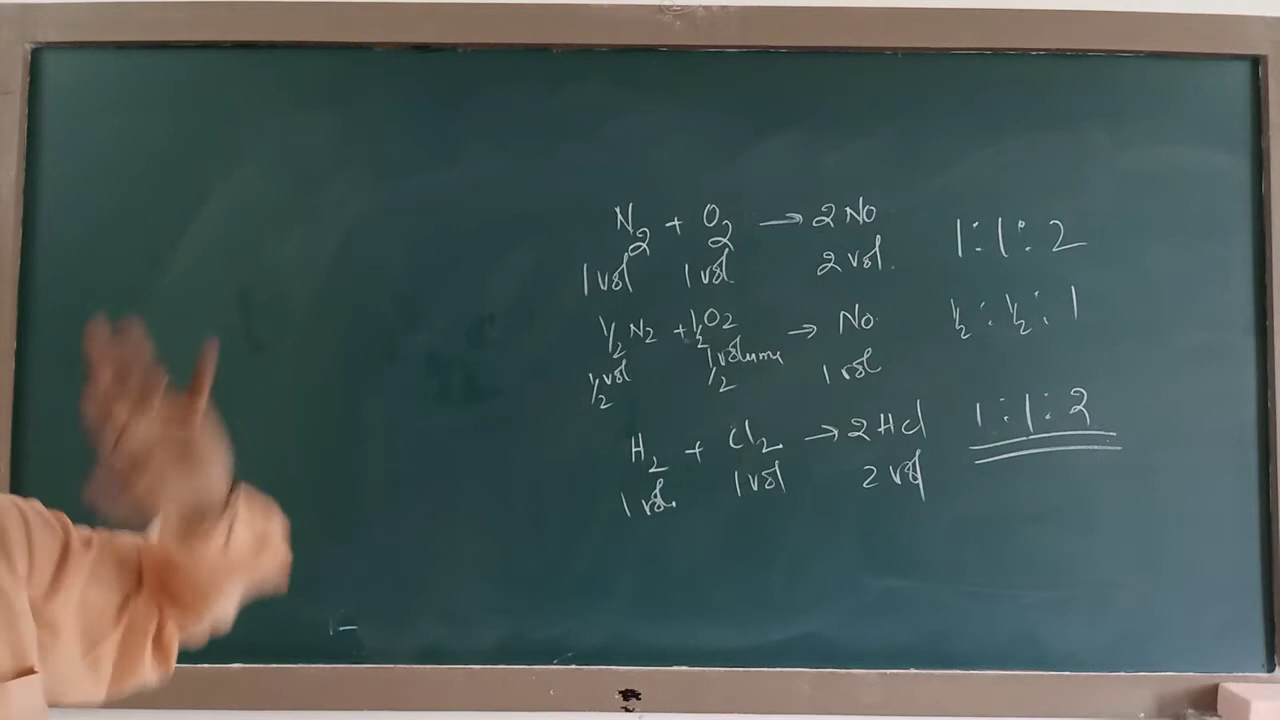 N₂ + O₂ → 2 No 1 : 1 : 2
1 vol 1 vol 2 vol.
½ N₂ + ½ O₂ → No ½ : ½ : 1
½ vol ½ 1 volume 1 vol
H₂ + Cl₂ → 2 HCl 1 : 1 : 2
1 vol. 1 vol 2 vol